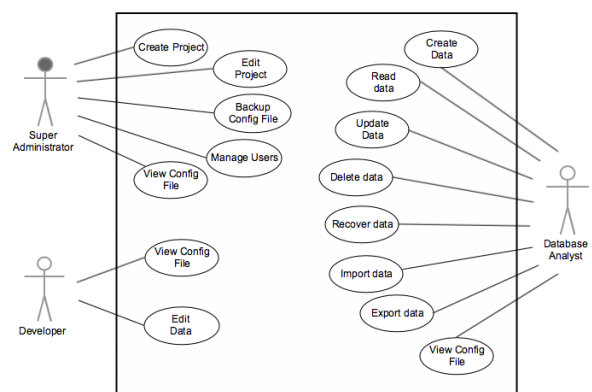 Create Project
Edit
Project
Backup
Config File
Manage Users
View Config
File
Super
Administrator
View Config
File
Edit
Data
Developer
Create
Data
Read
data
Update
Data
Delete data
Recover data
Import data
Export data
View Config
File
Database
Analyst